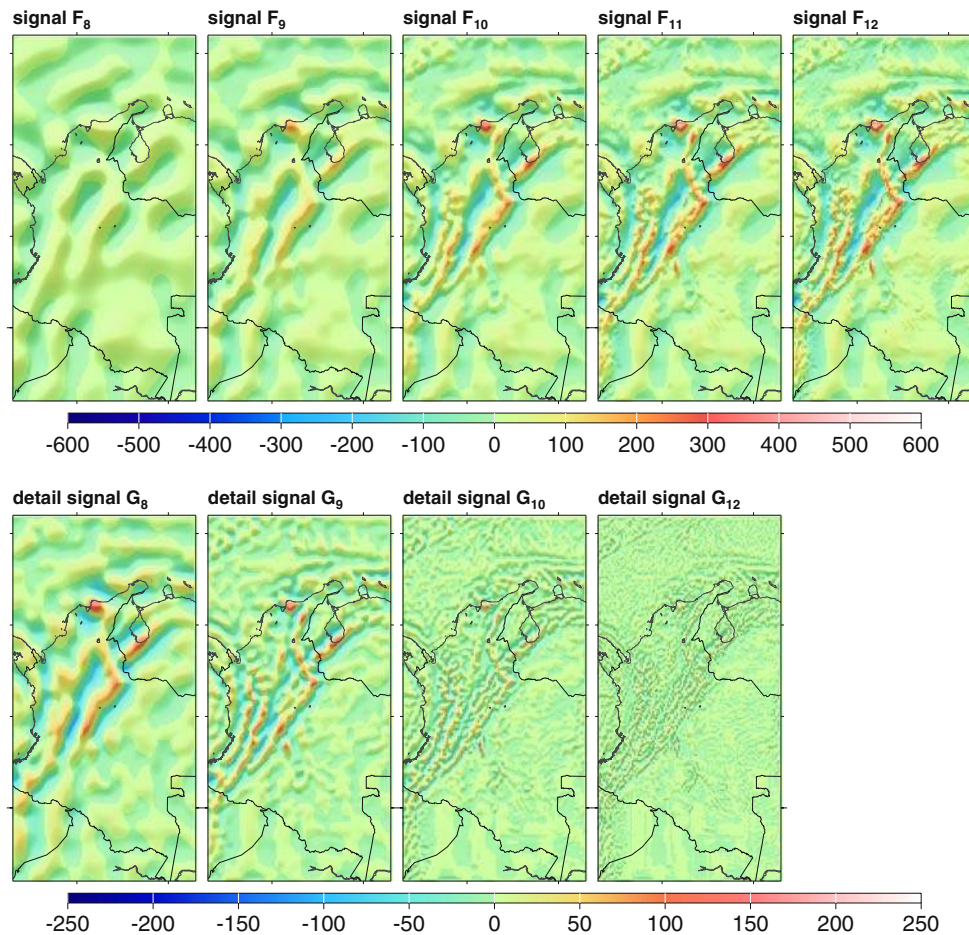 signal F₈ signal F₉ signal F₁₀ signal F₁₁ signal F₁₂
-600 -500 -400 -300 -200 -100 0 100 200 300 400 500 600
detail signal G₈ detail signal G₉ detail signal G₁₀ detail signal G₁₂
-250 -200 -150 -100 -50 0 50 100 150 200 250